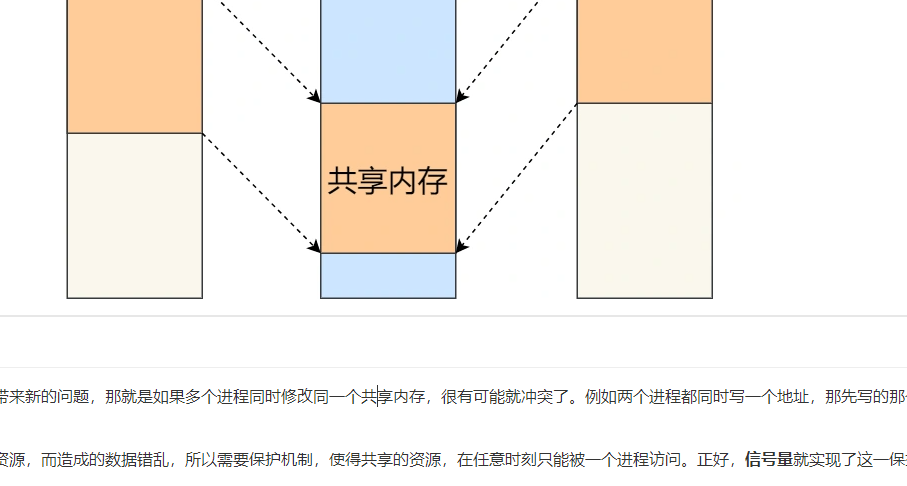 共享内存
带来新的问题，那就是如果多个进程同时修改同一个共享内存，很有可能就冲突了。例如两个进程都同时写一个地址，那先写的那
资源，而造成的数据错乱，所以需要保护机制，使得共享的资源，在任意时刻只能被一个进程访问。正好，信号量就实现了这一保